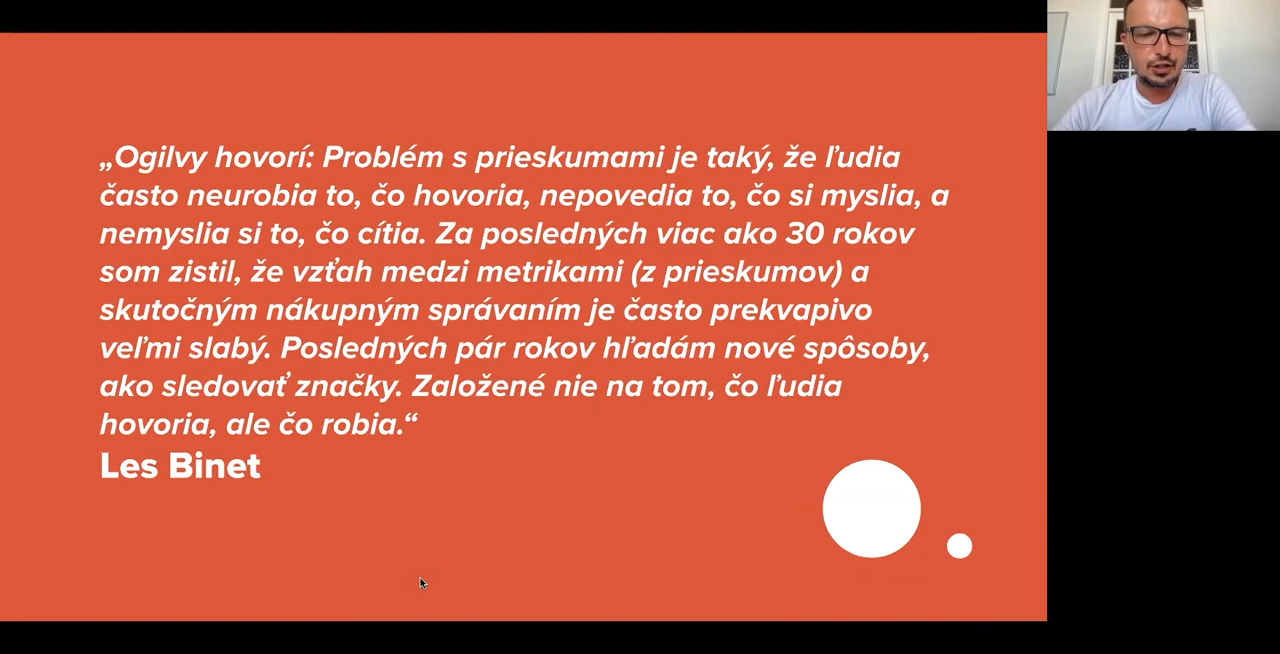 „Ogilvy hovorí: Problém s prieskumami je taký, že ľudia
často neurobia to, čo hovoria, nepovedia to, čo si myslia, a
nemyslia si to, čo cítia. Za posledných viac ako 30 rokov
som zistil, že vzťah medzi metrikami (z prieskumov) a
skutočným nákupným správaním je často prekvapivo
veľmi slabý. Posledných pár rokov hľadám nové spôsoby,
ako sledovať značky. Založené nie na tom, čo ľudia
hovoria, ale čo robia.“
Les Binet